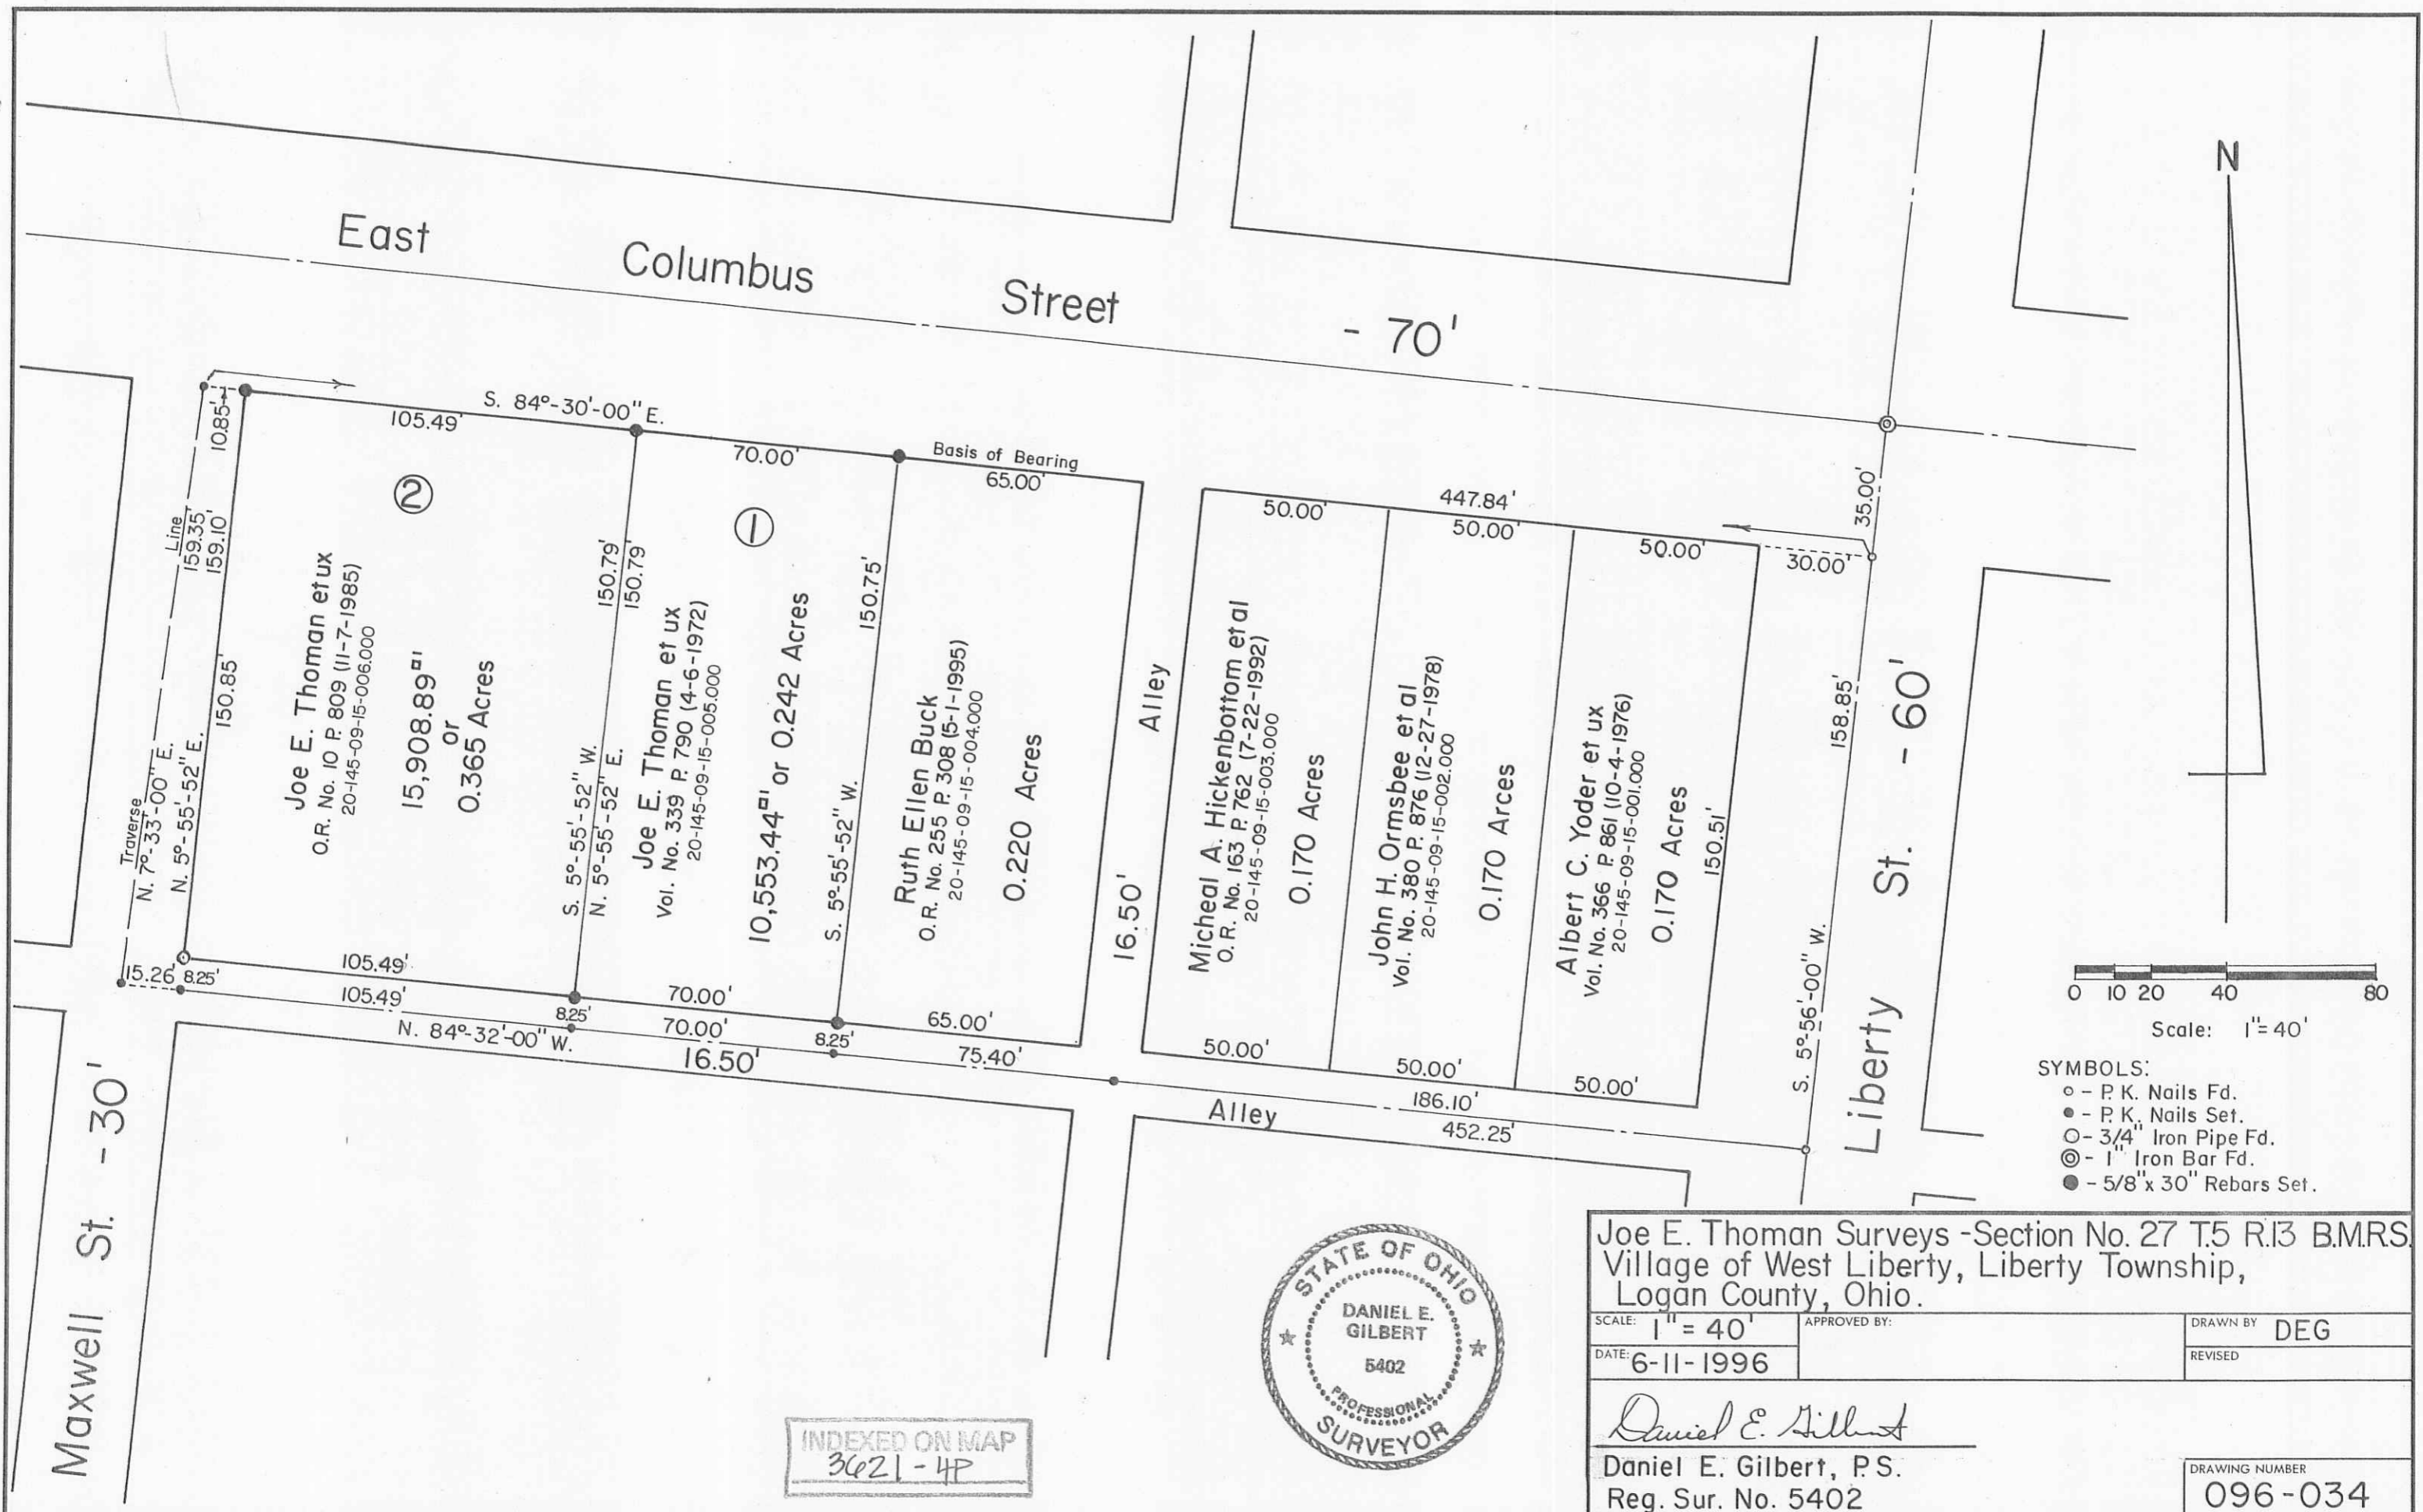 East Columbus Street - 70'
N
S. 84°-30'-00" E.
105.49'
70.00'
Basis of Bearing
65.00'
447.84'
50.00'
50.00'
50.00'
30.00'
35.00'
10.85'
②
①
Traverse Line
N. 7°-33'-00" E. 159.35'
159.10'
N. 5°-55'-52" E.
150.85'
Joe E. Thoman et ux
O.R. No. 10 P. 809 (11-7-1985)
20-145-09-15-006.000
15,908.89□'
or
0.365 Acres
S. 5°-55'-52" W. 150.79'
N. 5°-55'-52" E. 150.79'
Joe E. Thoman et ux
Vol. No. 339 P. 790 (4-6-1972)
20-145-09-15-005.000
10,553.44□' or 0.242 Acres
S. 5°-55'-52" W. 150.75'
Ruth Ellen Buck
O.R. No. 255 P. 308 (5-1-1995)
20-145-09-15-004.000
0.220 Acres
Alley
16.50'
Micheal A. Hickenbottom et al
O.R. No. 163 P. 762 (7-22-1992)
20-145-09-15-003.000
0.170 Acres
John H. Ormsbee et al
Vol. No. 380 P. 876 (12-27-1978)
20-145-09-15-002.000
0.170 Arces
Albert C. Yoder et ux
Vol. No. 366 P. 861 (10-4-1976)
20-145-09-15-001.000
0.170 Acres
150.51'
S. 5°-56'-00" W. 158.85'
Liberty St. - 60'
15.26'
8.25'
105.49'
105.49'
8.25'
70.00'
70.00'
8.25'
65.00'
75.40'
N. 84°-32'-00" W.
16.50'
50.00'
50.00'
50.00'
186.10'
452.25'
Alley
Maxwell St. - 30'
0 10 20 40 80
Scale: 1"=40'
SYMBOLS:
- P.K. Nails Fd.
- P.K. Nails Set.
- 3/4" Iron Pipe Fd.
- 1" Iron Bar Fd.
- 5/8" x 30" Rebars Set.
INDEXED ON MAP
3621-4P
STATE OF OHIO
DANIEL E.
GILBERT
5402
PROFESSIONAL
SURVEYOR
Joe E. Thoman Surveys - Section No. 27 T.5 R.13 B.M.R.S.
Village of West Liberty, Liberty Township,
Logan County, Ohio.
SCALE: 1" = 40'
APPROVED BY:
DRAWN BY DEG
DATE: 6-11-1996
REVISED
Daniel E. Gilbert
Daniel E. Gilbert, P.S.
Reg. Sur. No. 5402
DRAWING NUMBER
096-034